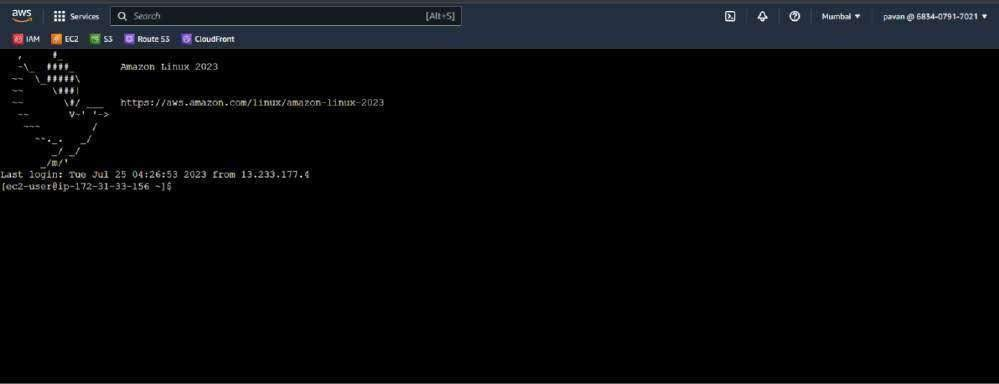 aws Services Search [Alt+S] Mumbai pavan @ 6834-0791-7021
IAM EC2 S3 Route 53 CloudFront
   ,     #_
   ~\_  ####_        Amazon Linux 2023
  ~~  \_#####\
  ~~     \###|
  ~~       \#/ ___   https://aws.amazon.com/linux/amazon-linux-2023
   ~~       V~' '->
    ~~~         /
      ~~._.   _/
         _/ _/
       _/m/'
Last login: Tue Jul 25 04:26:53 2023 from 13.233.177.4
[ec2-user@ip-172-31-33-156 ~]$